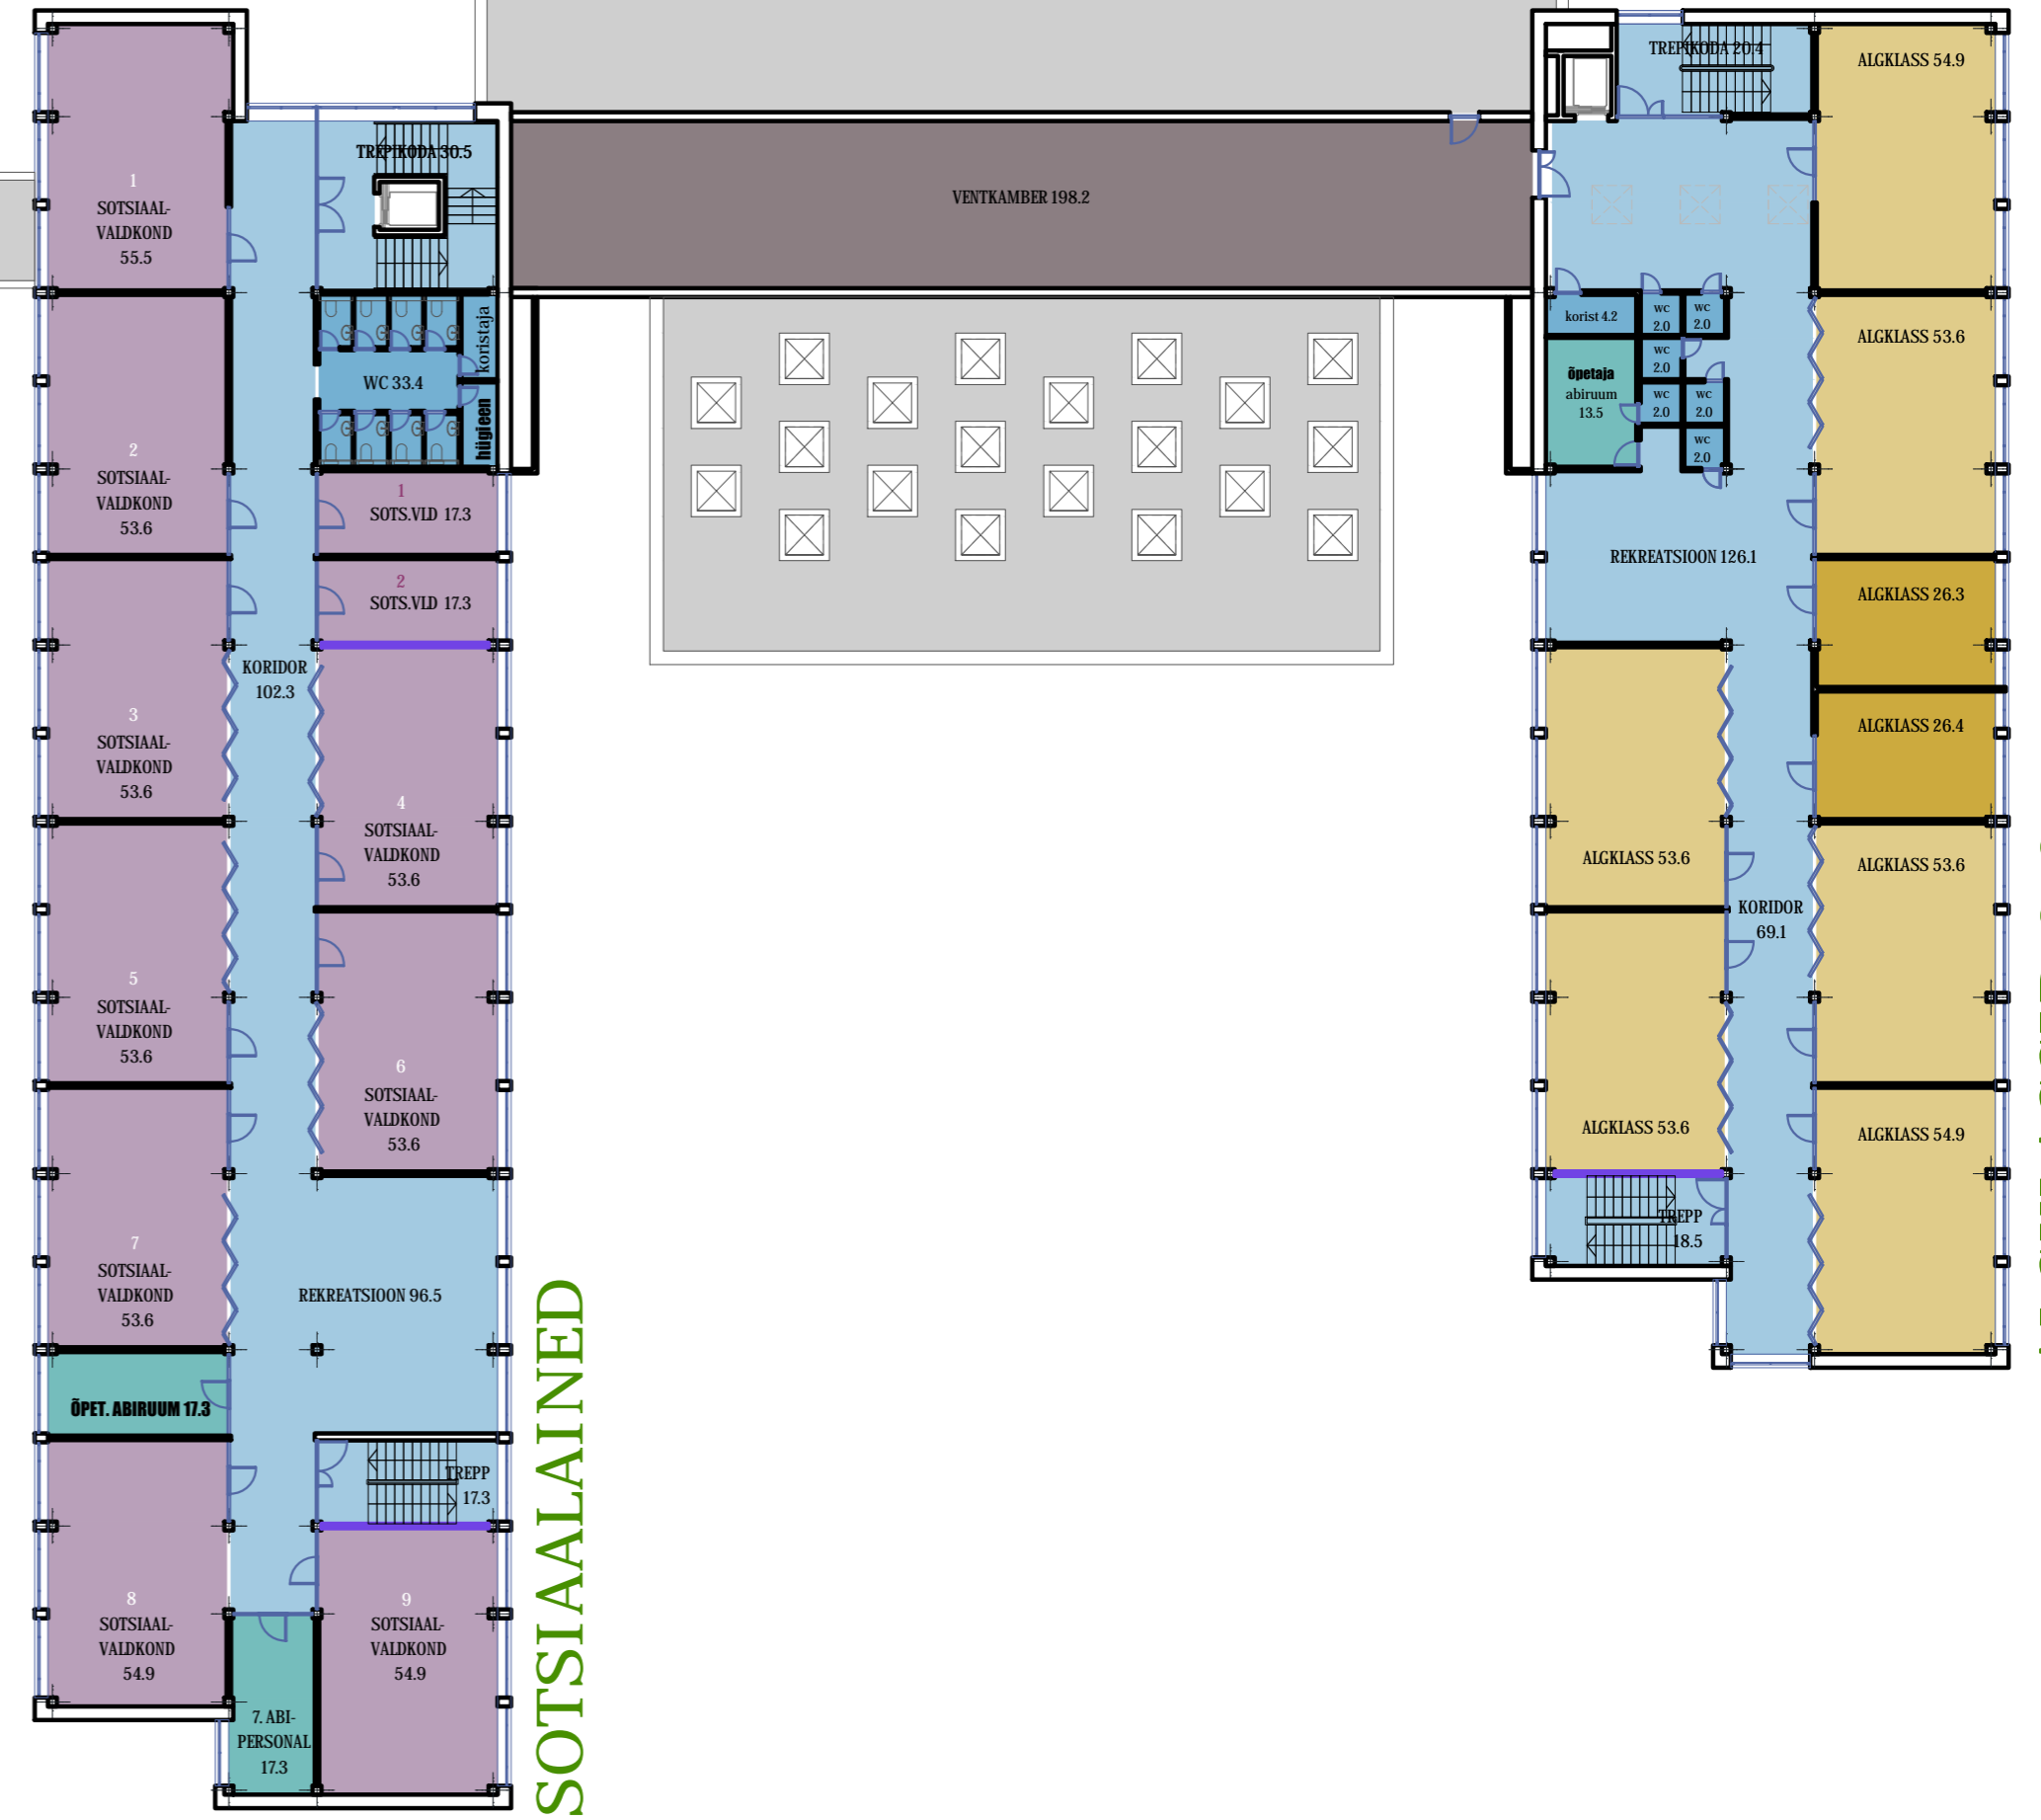 1
SOTSIAAL-
VALDKOND
55.5
2
SOTSIAAL-
VALDKOND
53.6
3
SOTSIAAL-
VALDKOND
53.6
5
SOTSIAAL-
VALDKOND
53.6
7
SOTSIAAL-
VALDKOND
53.6
ÕPET. ABIRUUM 17.3
8
SOTSIAAL-
VALDKOND
54.9
TREPIKODA 30.5
koristaja
WC 33.4
hügieen
1
SOTS.VLD 17.3
2
SOTS.VLD 17.3
KORIDOR
102.3
4
SOTSIAAL-
VALDKOND
53.6
6
SOTSIAAL-
VALDKOND
53.6
REKREATSIOON 96.5
TREPP
17.3
9
SOTSIAAL-
VALDKOND
54.9
7. ABI-
PERSONAL
17.3
SOTSIAALAINED
VENTKAMBER 198.2
TREPIKODA 20.4
korist 4.2
WC
2.0
WC
2.0
WC
2.0
WC
2.0
WC
2.0
WC
2.0
õpetaja
abiruum
13.5
REKREATSIOON 126.1
ALGKLASS 53.6
ALGKLASS 53.6
KORIDOR
69.1
TREPP
18.5
ALGKLASS 54.9
ALGKLASS 53.6
ALGKLASS 26.3
ALGKLASS 26.4
ALGKLASS 53.6
ALGKLASS 54.9